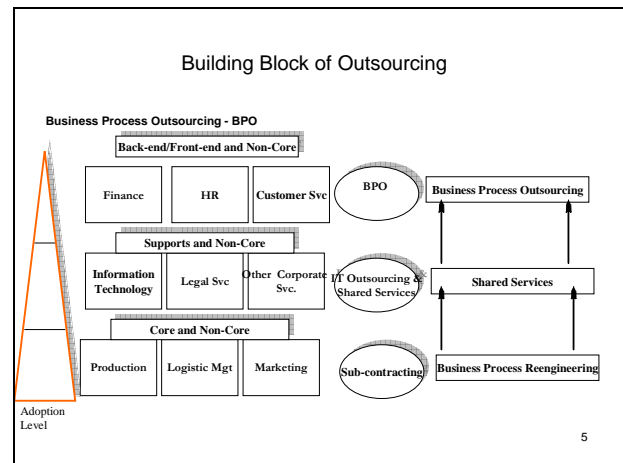 Building Block of Outsourcing
Business Process Outsourcing - BPO
Back-end/Front-end and Non-Core
Finance
HR
Customer Svc
BPO
Business Process Outsourcing
Supports and Non-Core
Information
Technology
Legal Svc
Other Corporate
Svc.
IT Outsourcing &
Shared Services
Shared Services
Core and Non-Core
Production
Logistic Mgt
Marketing
Sub-contracting
Business Process Reengineering
Adoption
Level
5